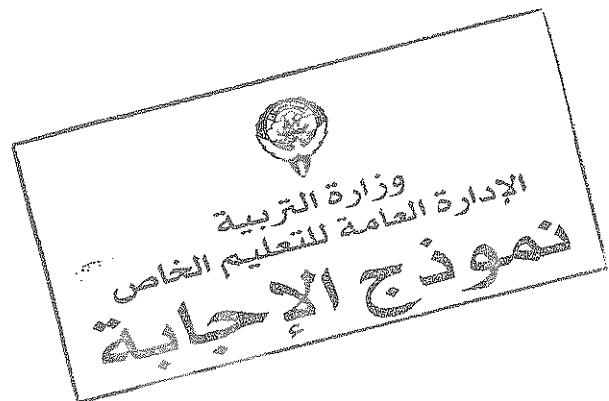 وزارة التربية
الإدارة العامة للتعليم الخاص
نموذج الإجابة